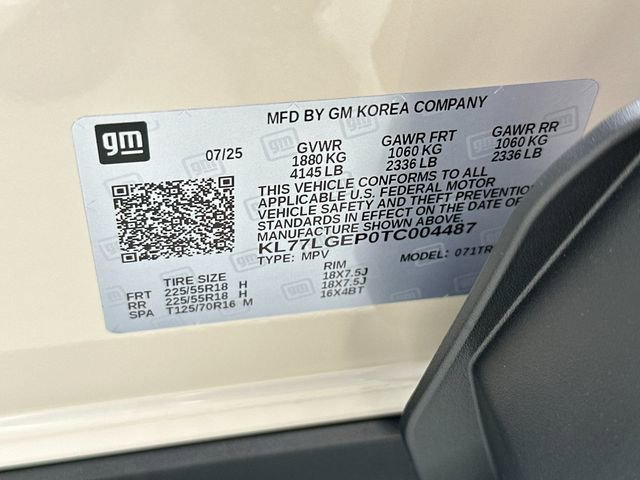 MFD BY GM KOREA COMPANY
gm
07/25 GVWR GAWR FRT GAWR RR
1880 KG 1060 KG 1060 KG
4145 LB 2336 LB 2336 LB
THIS VEHICLE CONFORMS TO ALL
APPLICABLE U.S. FEDERAL MOTOR
VEHICLE SAFETY AND THEFT PREVENTION
STANDARDS IN EFFECT ON THE DATE OF
MANUFACTURE SHOWN ABOVE.
KL77LGEP0TC004487
TYPE: MPV MODEL: 071TR
TIRE SIZE RIM
FRT 225/55R18 H 18X7.5J
RR 225/55R18 H 18X7.5J
SPA T125/70R16 M 16X4BT